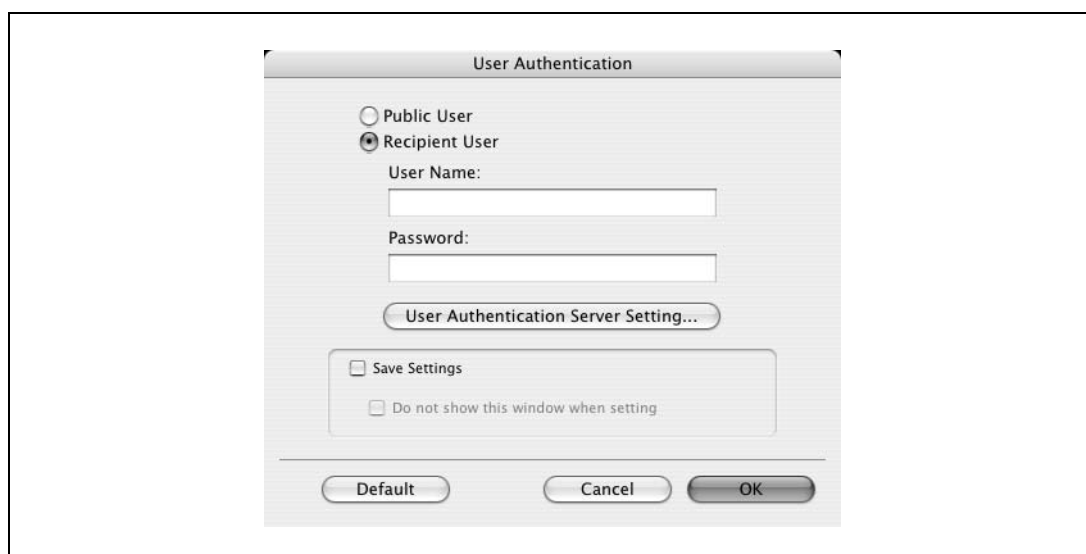 User Authentication
Public User
Recipient User
User Name:
Password:
User Authentication Server Setting...
Save Settings
Do not show this window when setting
Default
Cancel
OK